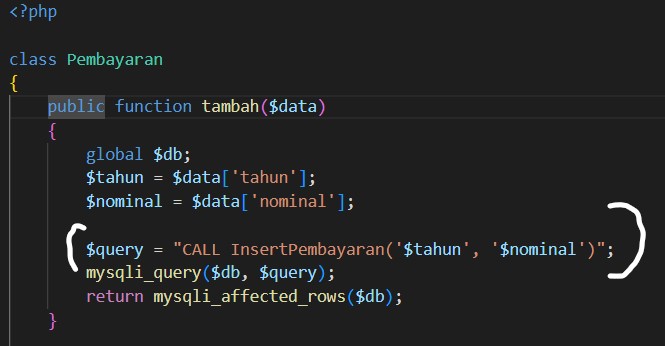 <?php
class Pembayaran
{
public function tambah($data)
{
global $db;
$tahun = $data['tahun'];
$nominal = $data['nominal'];
$query = "CALL InsertPembayaran('$tahun', '$nominal')";
mysqli_query($db, $query);
return mysqli_affected_rows($db);
}